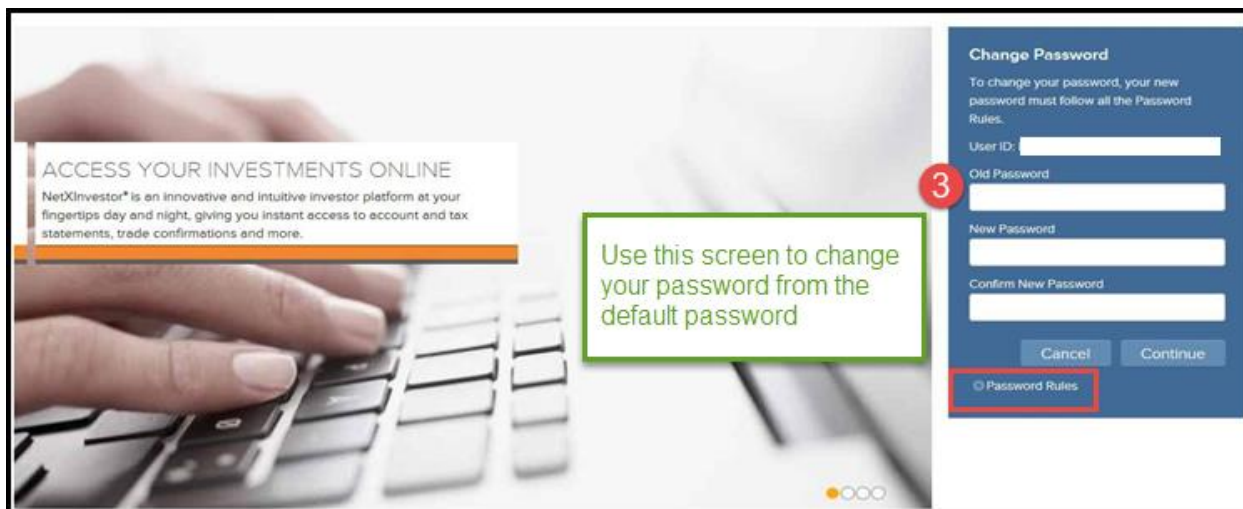 ACCESS YOUR INVESTMENTS ONLINE
NetXInvestor® is an innovative and intuitive investor platform at your
fingertips day and night, giving you instant access to account and tax
statements, trade confirmations and more.
Use this screen to change
your password from the
default password
Change Password
To change your password, your new
password must follow all the Password
Rules.
User ID:
3
Old Password
New Password
Confirm New Password
Cancel Continue
Password Rules